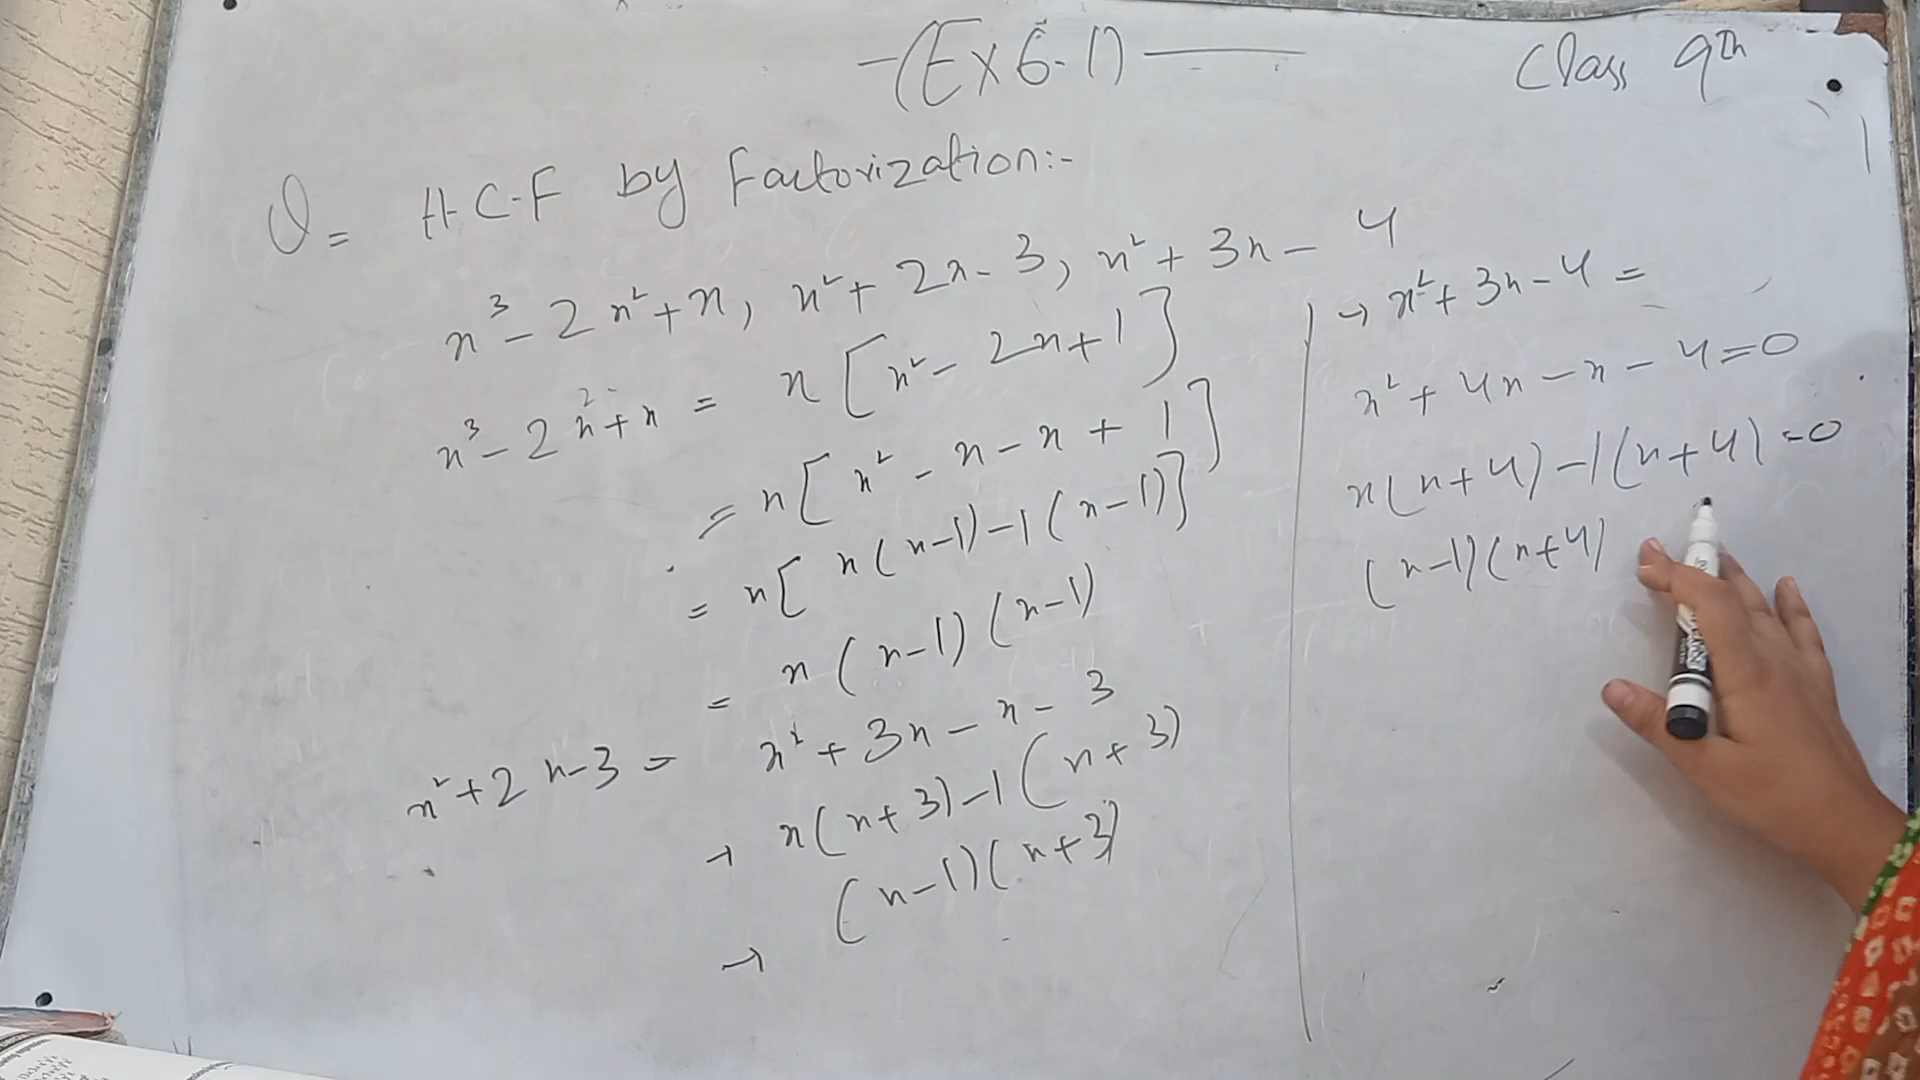 (Ex 6.1)
Class 9th
Q= H.C.F by Factorization:-
x³ - 2x² + x, x² + 2x - 3, x² + 3x - 4
x³ - 2x² + x = x[x² - 2x + 1]
= x[x² - x - x + 1]
= x[x(x-1) - 1(x-1)]
= x(x-1)(x-1)
x² + 2x - 3 = x² + 3x - x - 3
→ x(x+3) - 1(x+3)
→ (x-1)(x+3)
→ x² + 3x - 4 =
x² + 4x - x - 4 = 0
x(x+4) - 1(x+4) = 0
(x-1)(x+4)